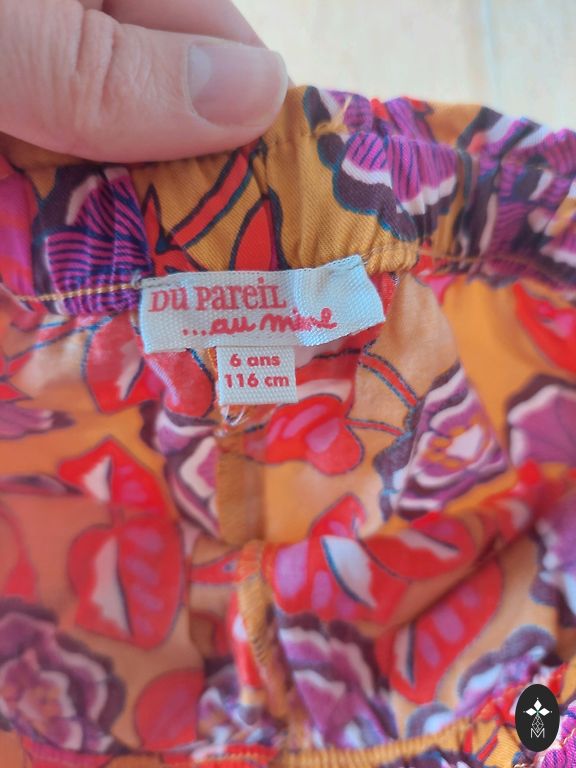 DU PAREIL
...au même
6 ans
116 cm